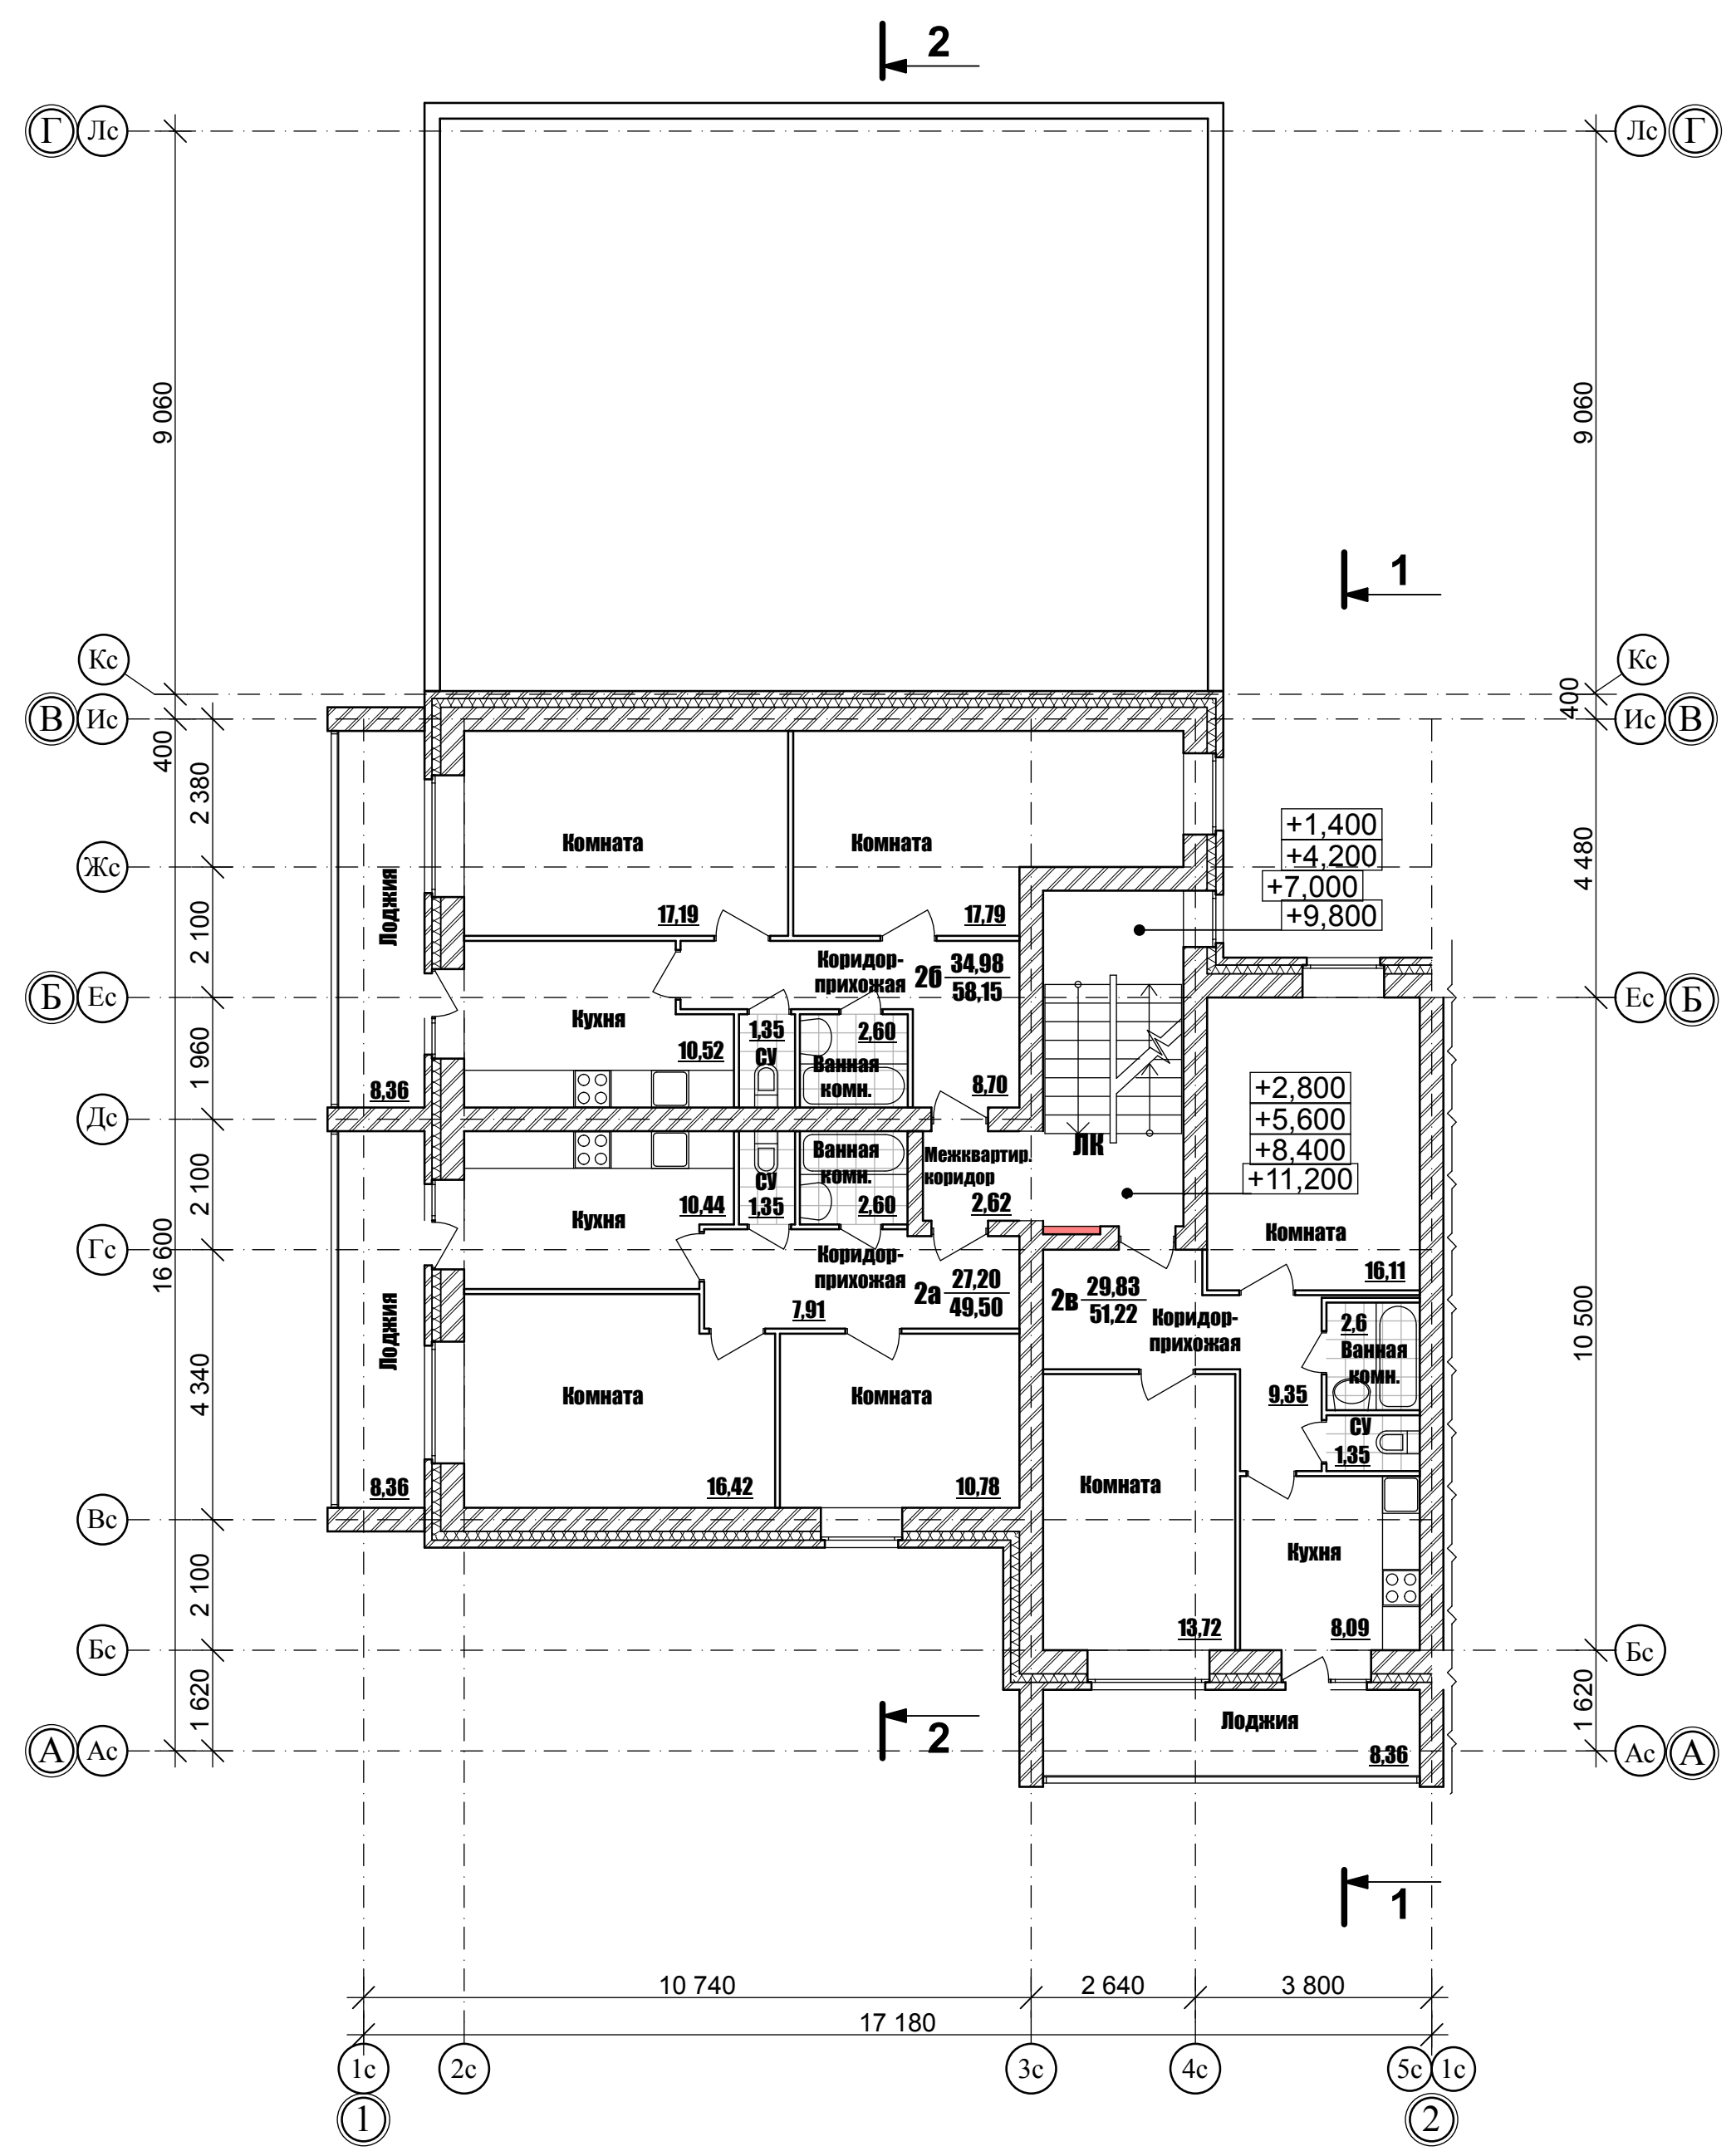 2
Г Лс
Лс Г
9 060
9 060
1
Кс
Кс
400
В Ис
Ис В
400
2 380
4 480
+1,400
+4,200
+7,000
+9,800
Комната
Комната
Жс
Лоджия
17,19
17,79
2 100
Коридор-
прихожая
2б 34,98
58,15
Б Ес
Ес Б
Кухня
10,52
1,35
СУ
2,60
Ванная
комн.
1 960
8,36
8,70
+2,800
+5,600
+8,400
+11,200
Дс
ЛК
Межквартир.
коридор
2,62
Ванная
комн.
2,60
СУ
1,35
10,44
Кухня
2 100
Комната
16,11
Гс
16 600
Коридор-
прихожая
7,91
2а 27,20
49,50
2в 29,83
51,22
Коридор-
прихожая
2,6
Ванная
комн.
10 500
Лоджия
4 340
Комната
Комната
9,35
СУ
1,35
8,36
16,42
10,78
Комната
Вс
Кухня
2 100
13,72
8,09
Бс
Бс
1 620
1 620
2
Лоджия
8,36
А Ас
Ас А
1
10 740
2 640
3 800
17 180
1с
2с
3с
4с
5с 1с
1
2